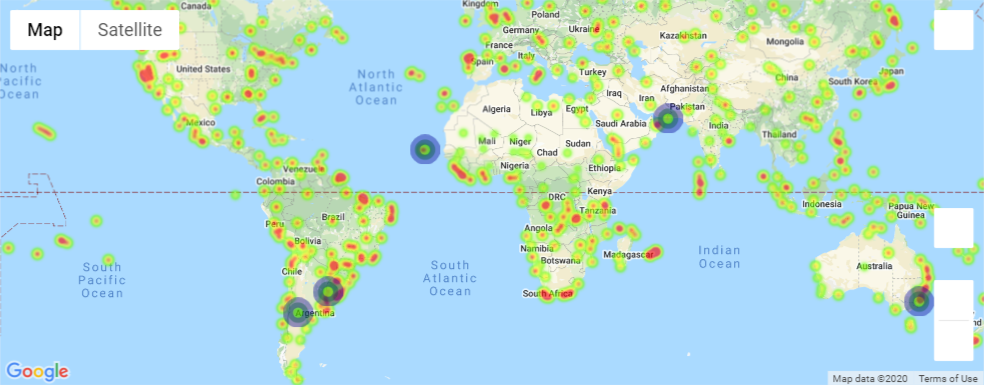 Map
Satellite
Canada
Kingdom
Poland
Germany
Ukraine
France
Kazakhstan
Mongolia
Italy
Spain
North
Pacific
Ocean
United States
North
Atlantic
Ocean
Turkey
China
South Korea
Japan
Afghanistan
Iraq
Iran
Pakistan
Algeria
Libya
Egypt
Saudi Arabia
India
Mexico
Mali
Niger
Chad
Sudan
Thailand
Nigeria
Ethiopia
Venezuela
Colombia
Kenya
DRC
Indonesia
Papua New
Guinea
Tanzania
Brazil
Peru
Angola
Bolivia
Namibia
Botswana
Madagascar
Indian
Ocean
Australia
South
Pacific
Ocean
South
Atlantic
Ocean
Chile
South Africa
Argentina
nd
Google
Map data ©2020
Terms of Use